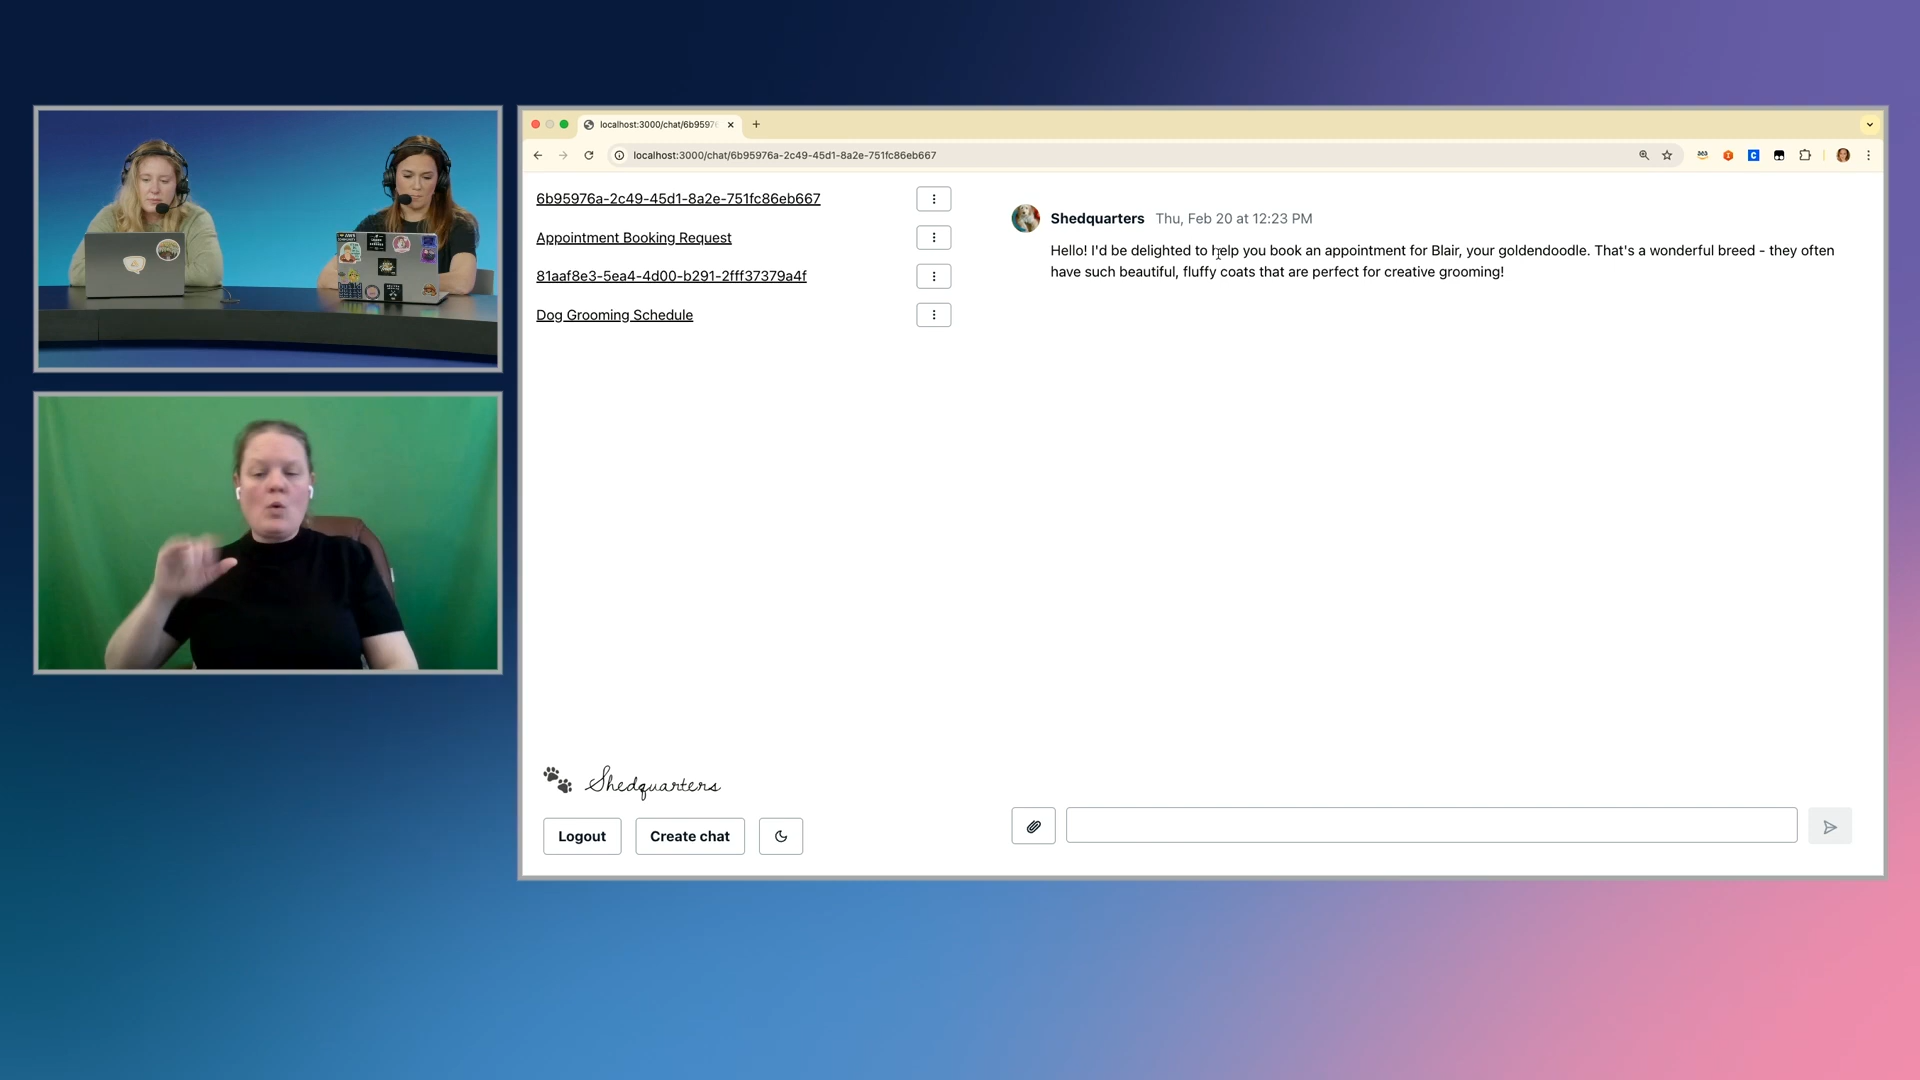 localhost:3000/chat/6b9597
localhost:3000/chat/6b95976a-2c49-45d1-8a2e-751fc86eb667
6b95976a-2c49-45d1-8a2e-751fc86eb667
Appointment Booking Request
81aaf8e3-5ea4-4d00-b291-2fff37379a4f
Dog Grooming Schedule
Shedquarters Thu, Feb 20 at 12:23 PM
Hello! I'd be delighted to help you book an appointment for Blair, your goldendoodle. That's a wonderful breed - they often
have such beautiful, fluffy coats that are perfect for creative grooming!
Shedquarters
Logout
Create chat